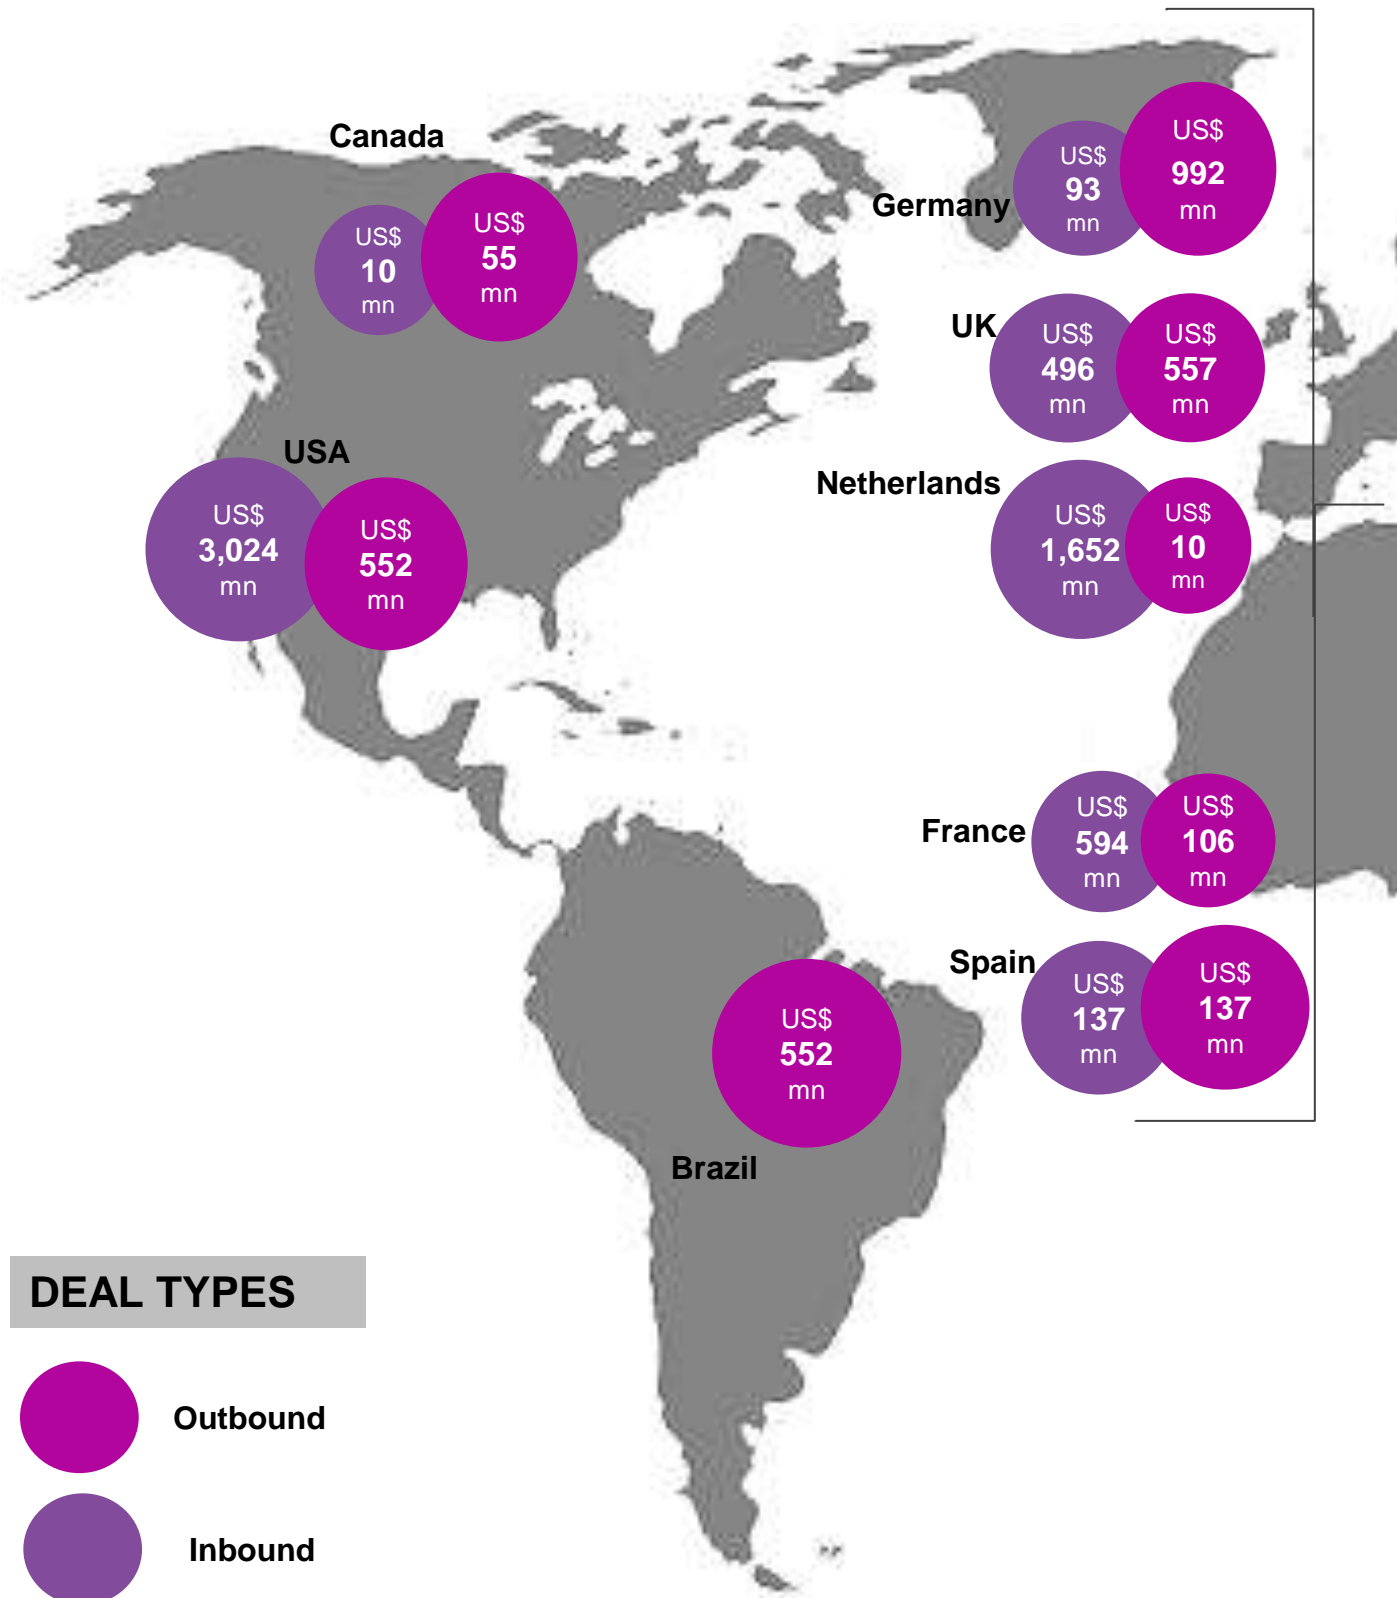 Canada
US$
10
mn
US$
55
mn
Germany
US$
93
mn
US$
992
mn
UK
US$
496
mn
US$
557
mn
USA
US$
3,024
mn
US$
552
mn
Netherlands
US$
1,652
mn
US$
10
mn
France
US$
594
mn
US$
106
mn
Spain
US$
137
mn
US$
137
mn
US$
552
mn
Brazil
DEAL TYPES
Outbound
Inbound